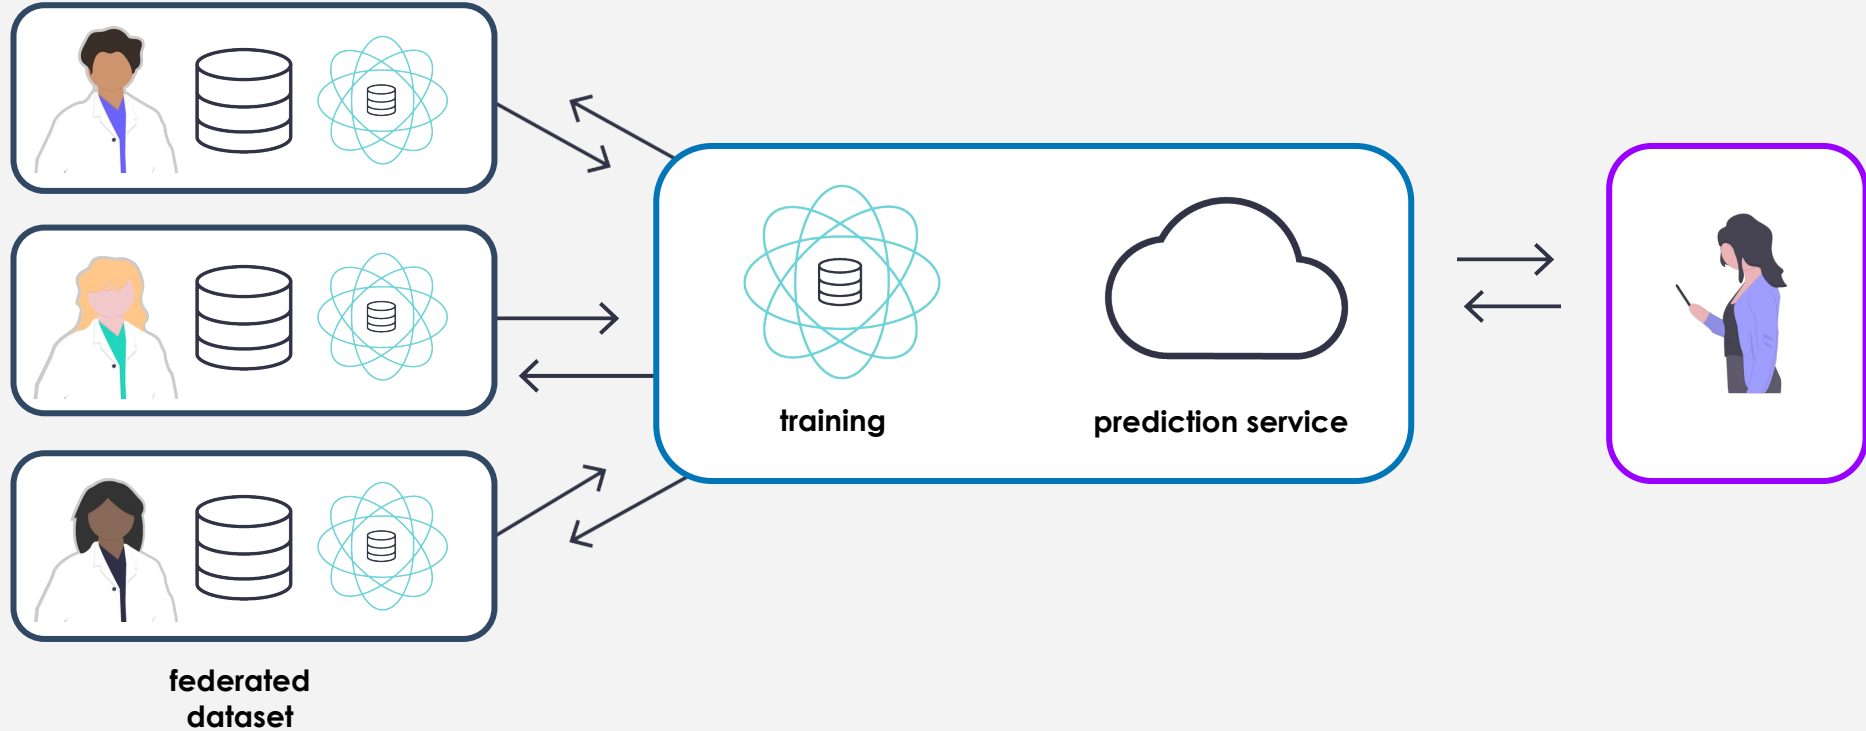 training
prediction service
federated
dataset